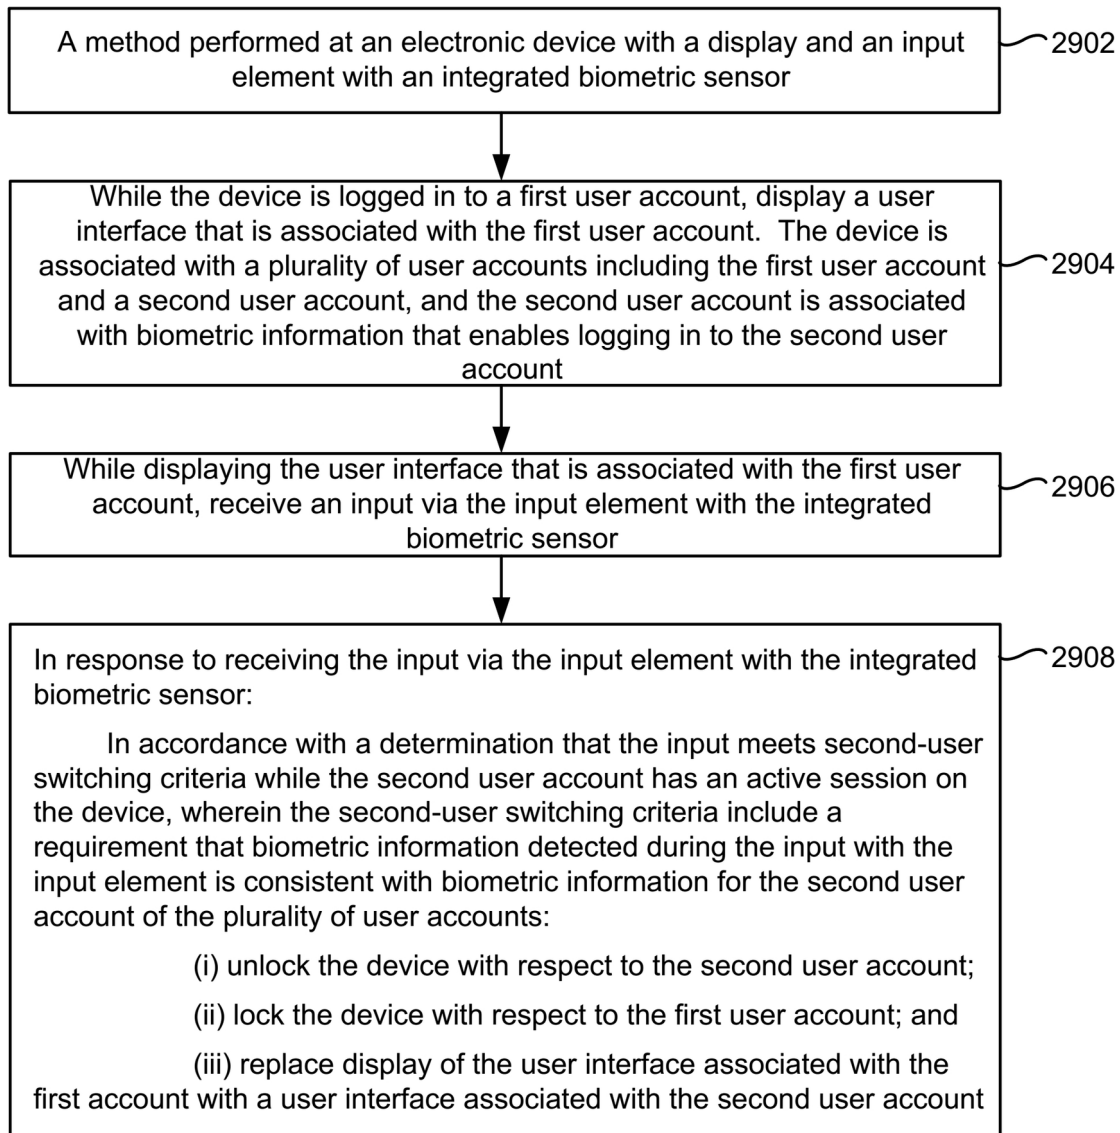 A method performed at an electronic device with a display and an input
element with an integrated biometric sensor
2902
While the device is logged in to a first user account, display a user
interface that is associated with the first user account.  The device is
associated with a plurality of user accounts including the first user account
and a second user account, and the second user account is associated
with biometric information that enables logging in to the second user
account
2904
While displaying the user interface that is associated with the first user
account, receive an input via the input element with the integrated
biometric sensor
2906
In response to receiving the input via the input element with the integrated
biometric sensor:
In accordance with a determination that the input meets second-user
switching criteria while the second user account has an active session on
the device, wherein the second-user switching criteria include a
requirement that biometric information detected during the input with the
input element is consistent with biometric information for the second user
account of the plurality of user accounts:
(i) unlock the device with respect to the second user account;
(ii) lock the device with respect to the first user account; and
(iii) replace display of the user interface associated with the
first account with a user interface associated with the second user account
2908